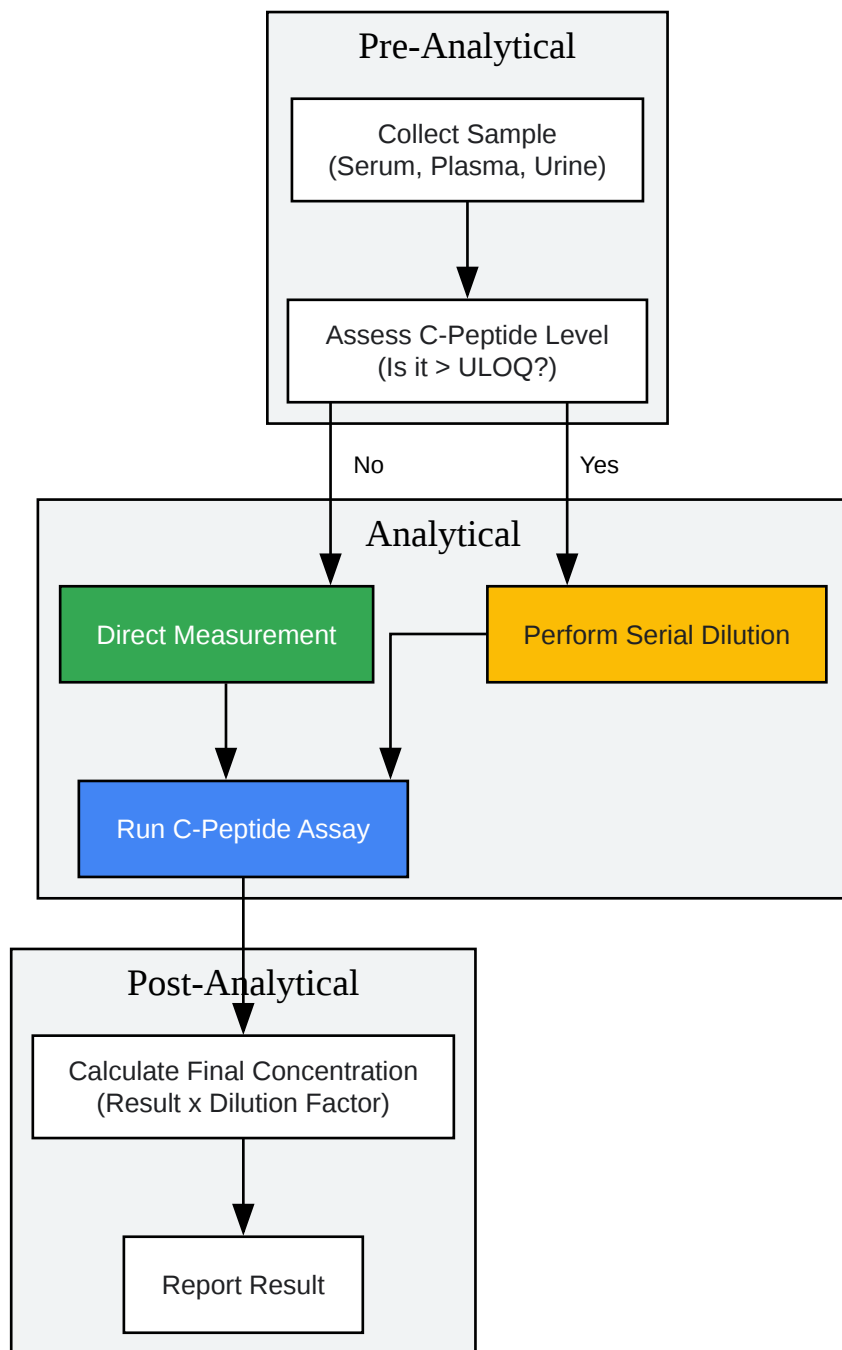 Pre-Analytical
Collect Sample
(Serum, Plasma, Urine)
Assess C-Peptide Level
(Is it > ULOQ?)
No
Yes
Analytical
Direct Measurement
Perform Serial Dilution
Run C-Peptide Assay
Post-Analytical
Calculate Final Concentration
(Result x Dilution Factor)
Report Result